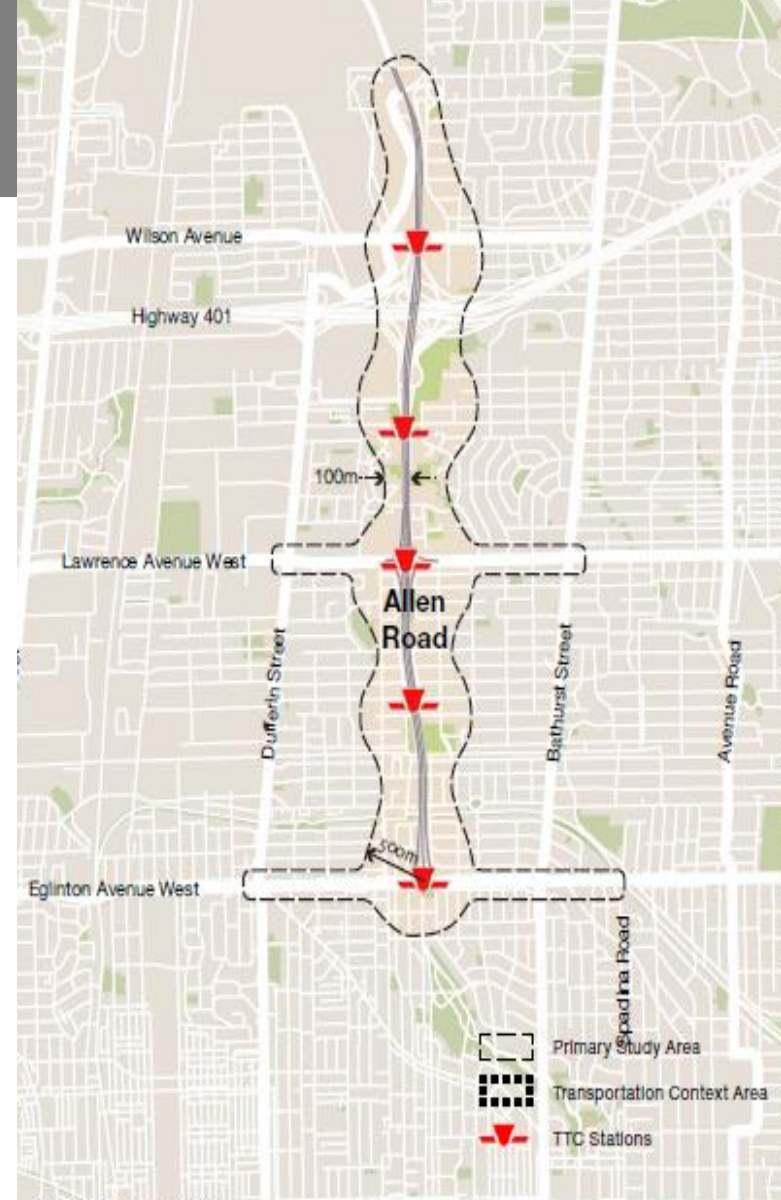 Wilson Avenue
Highway 401
100m
Lawrence Avenue West
Allen
Road
Dufferin Street
Bathurst Street
Avenue Road
500m
Eglinton Avenue West
Spadina Road
Primary Study Area
Transportation Context Area
TTC Stations